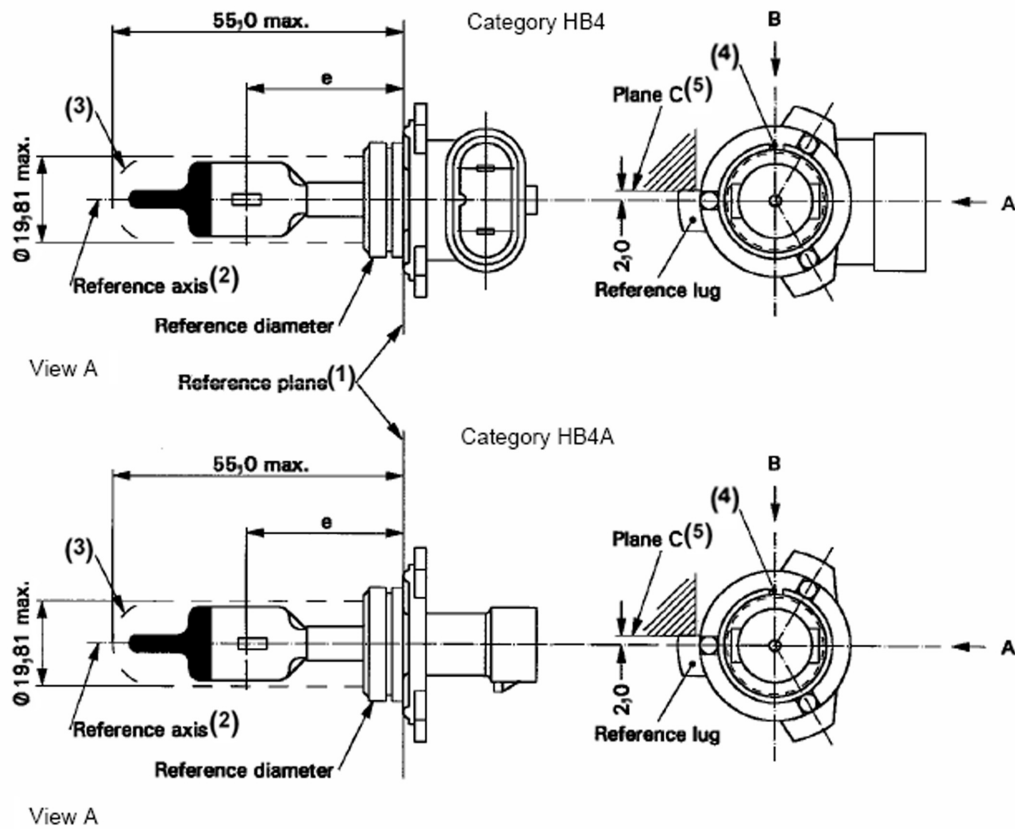 55,0 max.
Category HB4
B
(4)
e
Plane C(5)
(3)
Ø19,81 max.
A
2,0
Reference axis(2)
Reference lug
Reference diameter
View A
Reference plane(1)
Category HB4A
55,0 max.
B
(4)
e
Plane C(5)
(3)
Ø19,81 max.
A
2,0
Reference axis(2)
Reference lug
Reference diameter
View A